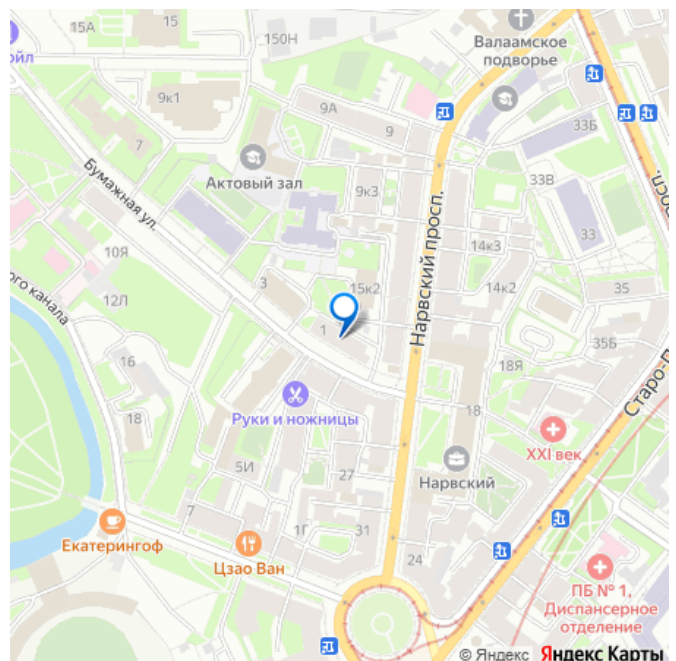 15А
15
150Н
Валаамское
подворье
ойл
9к1
9А
9
33Б
7
Актовый зал
9к3
33В
Бумажная ул.
Нарвский просп.
росп.
33
14к3
10Я
3
15к2
14к2
35
12Л
ого канала
1
35Б
16
18Я
Старо-П
Руки и ножницы
18
18
XXI век
5И
27
Нарвский
7
1Г
31
24
Екатерингоф
Цзао Ван
ПБ № 1,
Диспансерное
отделение
© Яндекс Яндекс Карты